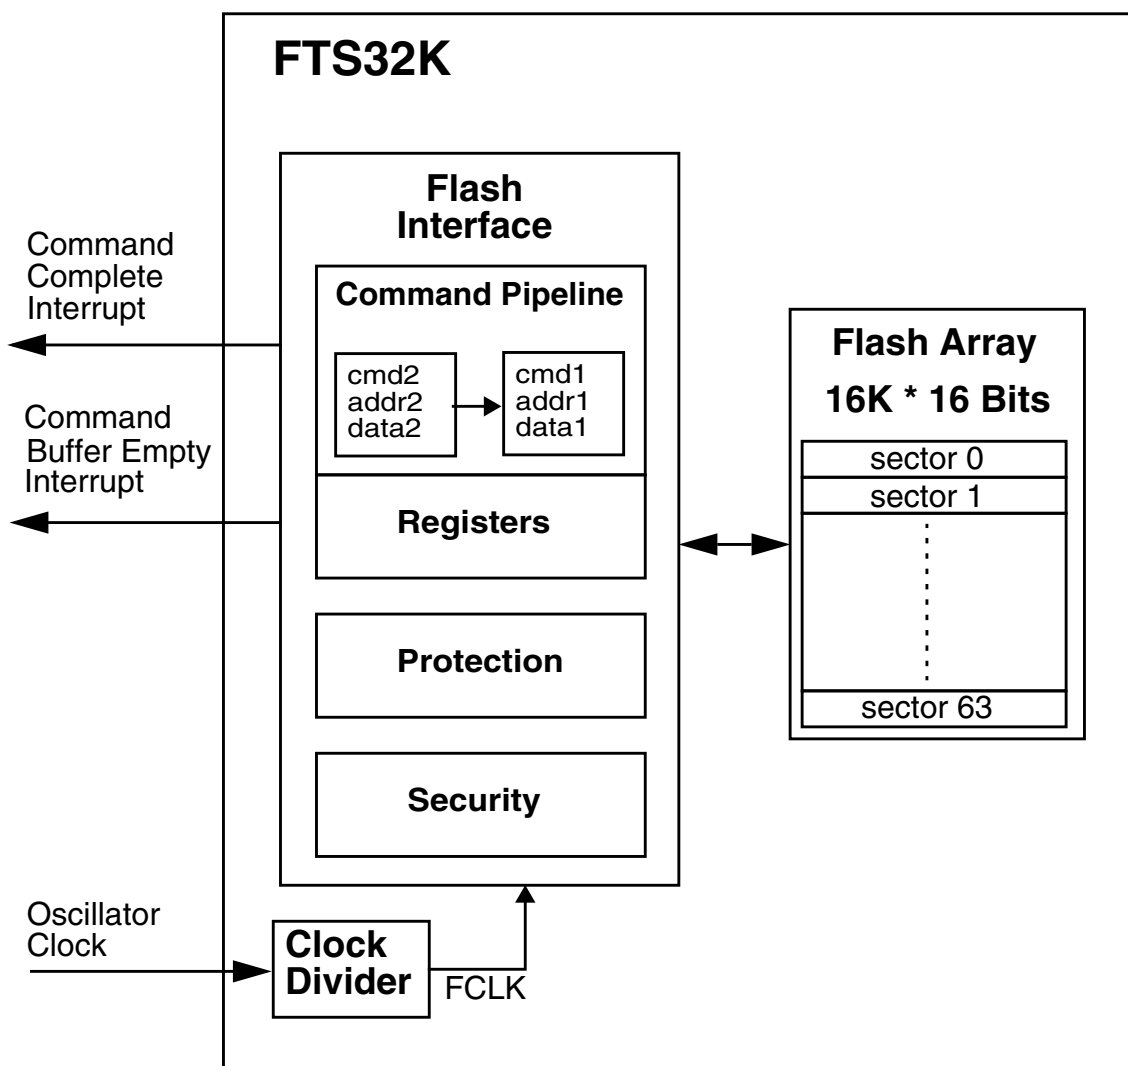 FTS32K
Flash
Interface
Command
Complete
Interrupt
Command Pipeline
cmd2
addr2
data2
cmd1
addr1
data1
Command
Buffer Empty
Interrupt
Registers
Protection
Security
Flash Array
16K * 16 Bits
sector 0
sector 1
sector 63
Oscillator
Clock
Clock
Divider
FCLK